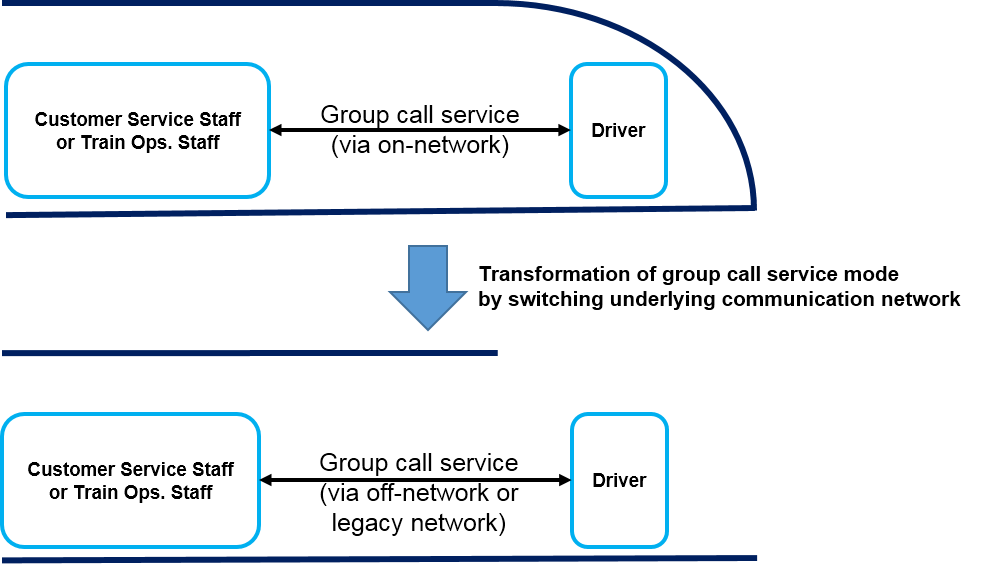 Customer Service Staff
or Train Ops. Staff
Group call service
(via on-network)
Driver
Transformation of group call service mode
by switching underlying communication network
Customer Service Staff
or Train Ops. Staff
Group call service
(via off-network or
legacy network)
Driver